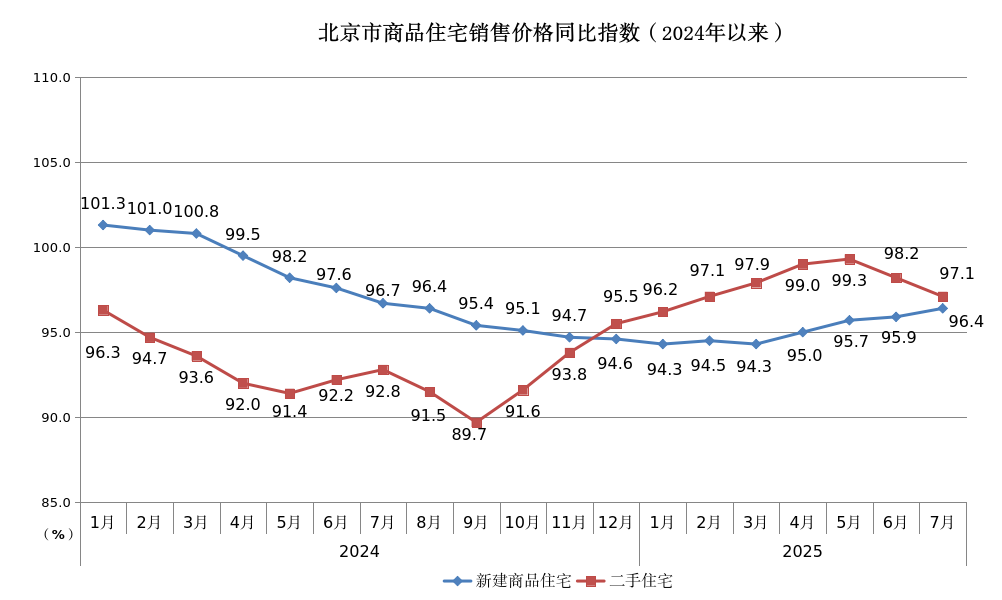 北京市商品住宅销售价格同比指数（2024年以来）
110.0
105.0
100.0
95.0
90.0
85.0
（%）
101.3 101.0 100.8 99.5 98.2 97.6 96.7 96.4 95.4 95.1 94.7 94.6 94.3 94.5 94.3 95.0 95.7 95.9 96.4
96.3 94.7 93.6 92.0 91.4 92.2 92.8 91.5 89.7 91.6 93.8 95.5 96.2 97.1 97.9 99.0 99.3 98.2 97.1
1月 2月 3月 4月 5月 6月 7月 8月 9月 10月 11月 12月 1月 2月 3月 4月 5月 6月 7月
2024 2025
新建商品住宅 二手住宅